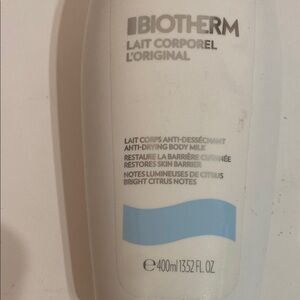 BIOTHERM
LAIT CORPOREL
L'ORIGINAL
LAIT CORPS ANTI-DESSÉCHANT
ANTI-DRYING BODY MILK
RESTAURE LA BARRIÈRE CUTANÉE
RESTORES SKIN BARRIER
NOTES LUMINEUSES DE CITRUS
BRIGHT CITRUS NOTES
℮400ml 13.52 FL. OZ